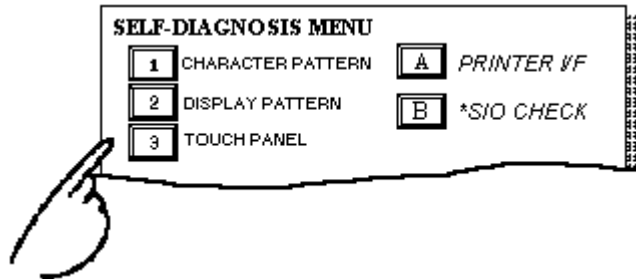 SELF-DIAGNOSIS MENU
1 CHARACTER PATTERN
2 DISPLAY PATTERN
3 TOUCH PANEL
A PRINTER I/F
B *SIO CHECK